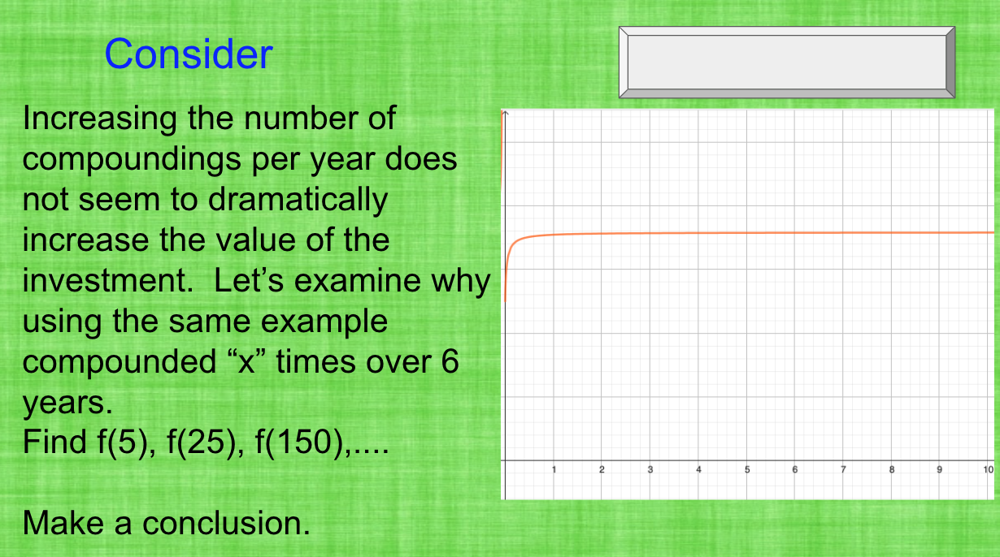 Consider
Increasing the number of
compoundings per year does
not seem to dramatically
increase the value of the
investment.  Let’s examine why
using the same example
compounded “x” times over 6
years.
Find f(5), f(25), f(150),....
Make a conclusion.
1 2 3 4 5 6 7 8 9 10